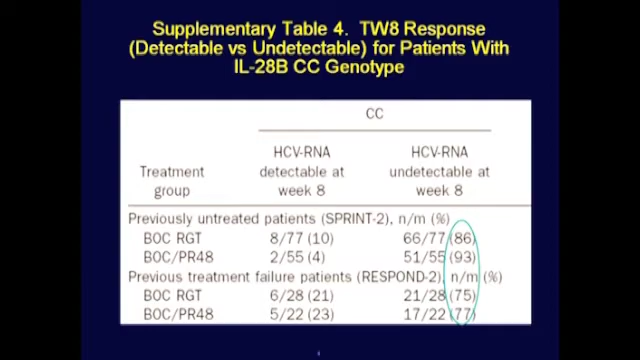 Supplementary Table 4. TW8 Response
(Detectable vs Undetectable) for Patients With
IL-28B CC Genotype
CC
Treatment group
HCV-RNA detectable at week 8
HCV-RNA undetectable at week 8
Previously untreated patients (SPRINT-2), n/m (%)
BOC RGT 8/77 (10) 66/77 (86)
BOC/PR48 2/55 (4) 51/55 (93)
Previous treatment failure patients (RESPOND-2), n/m (%)
BOC RGT 6/28 (21) 21/28 (75)
BOC/PR48 5/22 (23) 17/22 (77)